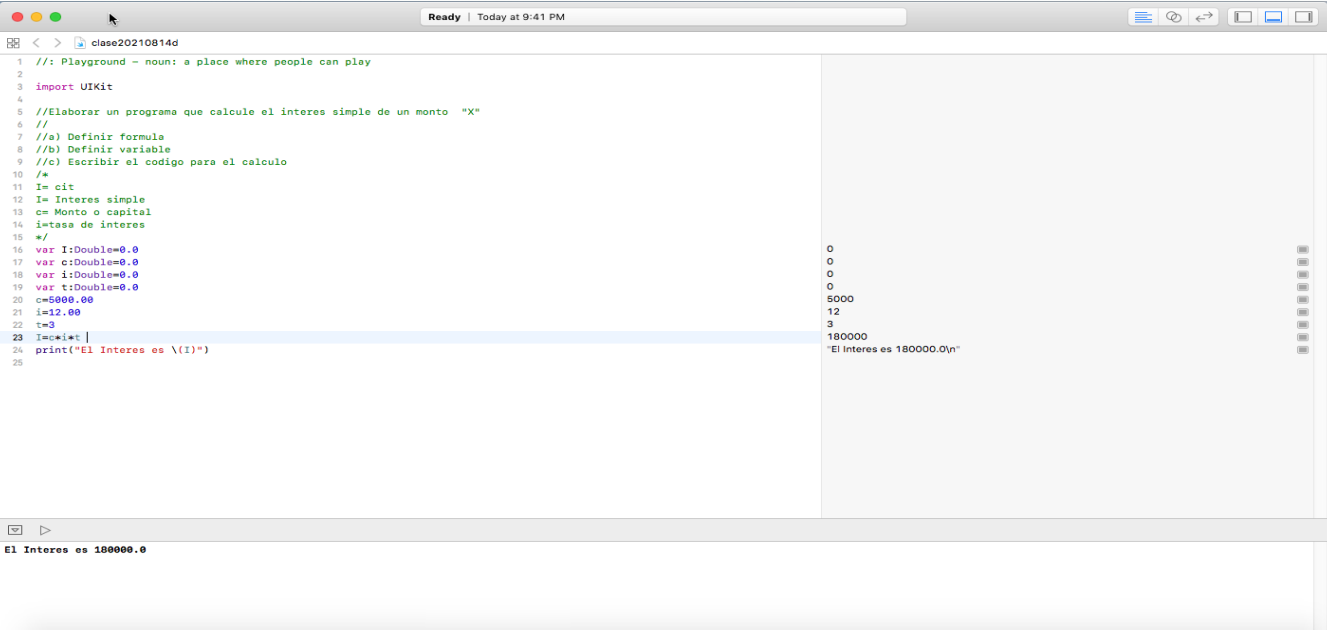 Ready | Today at 9:41 PM
clase20210814d
1 //: Playground - noun: a place where people can play
2
3 import UIKit
4
5 //Elaborar un programa que calcule el interes simple de un monto  "X"
6 //
7 //a) Definir formula
8 //b) Definir variable
9 //c) Escribir el codigo para el calculo
10 /*
11 I= cit
12 I= Interes simple
13 c= Monto o capital
14 i=tasa de interes
15 */
16 var I:Double=0.0 0
17 var c:Double=0.0 0
18 var i:Double=0.0 0
19 var t:Double=0.0 0
20 c=5000.00 5000
21 i=12.00 12
22 t=3 3
23 I=c*i*t 180000
24 print("El Interes es \(I)") "El Interes es 180000.0\n"
25
El Interes es 180000.0